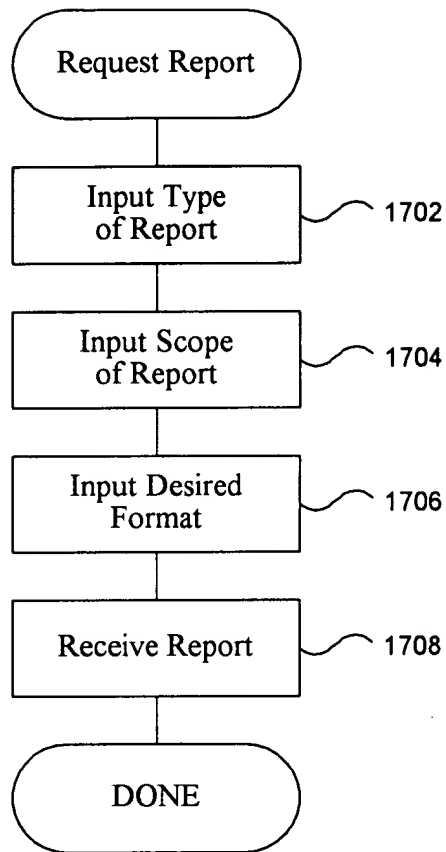 Request Report
Input Type
of Report
1702
Input Scope
of Report
1704
Input Desired
Format
1706
Receive Report
1708
DONE